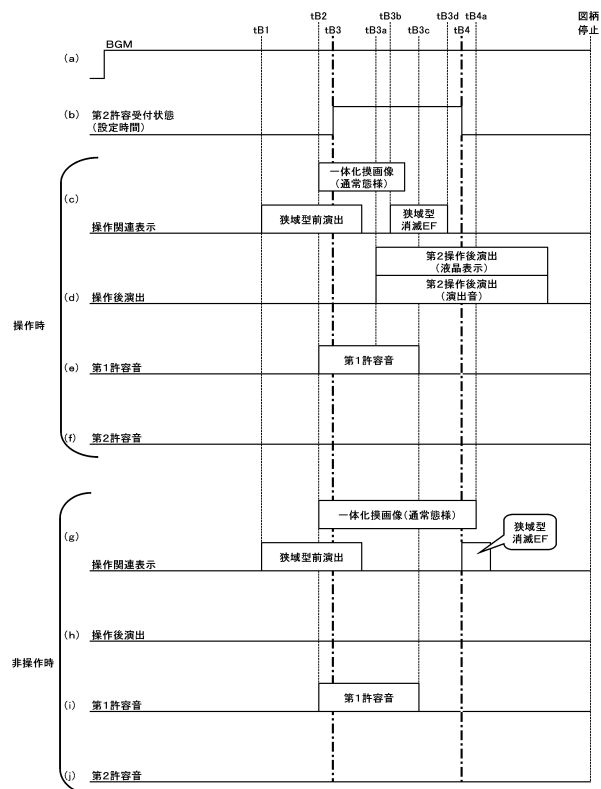 tB2 tB3b tB3d tB4a 図柄
tB1 tB3 tB3a tB3c tB4 停止
(a) BGM
(b) 第2許容受付状態
(設定時間)
操作時
一体化摸画像
(通常態様)
(c) 狭域型前演出 狭域型
消滅EF
操作関連表示
第2操作後演出
(液晶表示)
第2操作後演出
(演出音)
(d) 操作後演出
(e) 第1許容音 第1許容音
(f) 第2許容音
非操作時
一体化摸画像(通常態様)
狭域型
消滅EF
(g) 狭域型前演出
操作関連表示
(h) 操作後演出
(i) 第1許容音 第1許容音
(j) 第2許容音